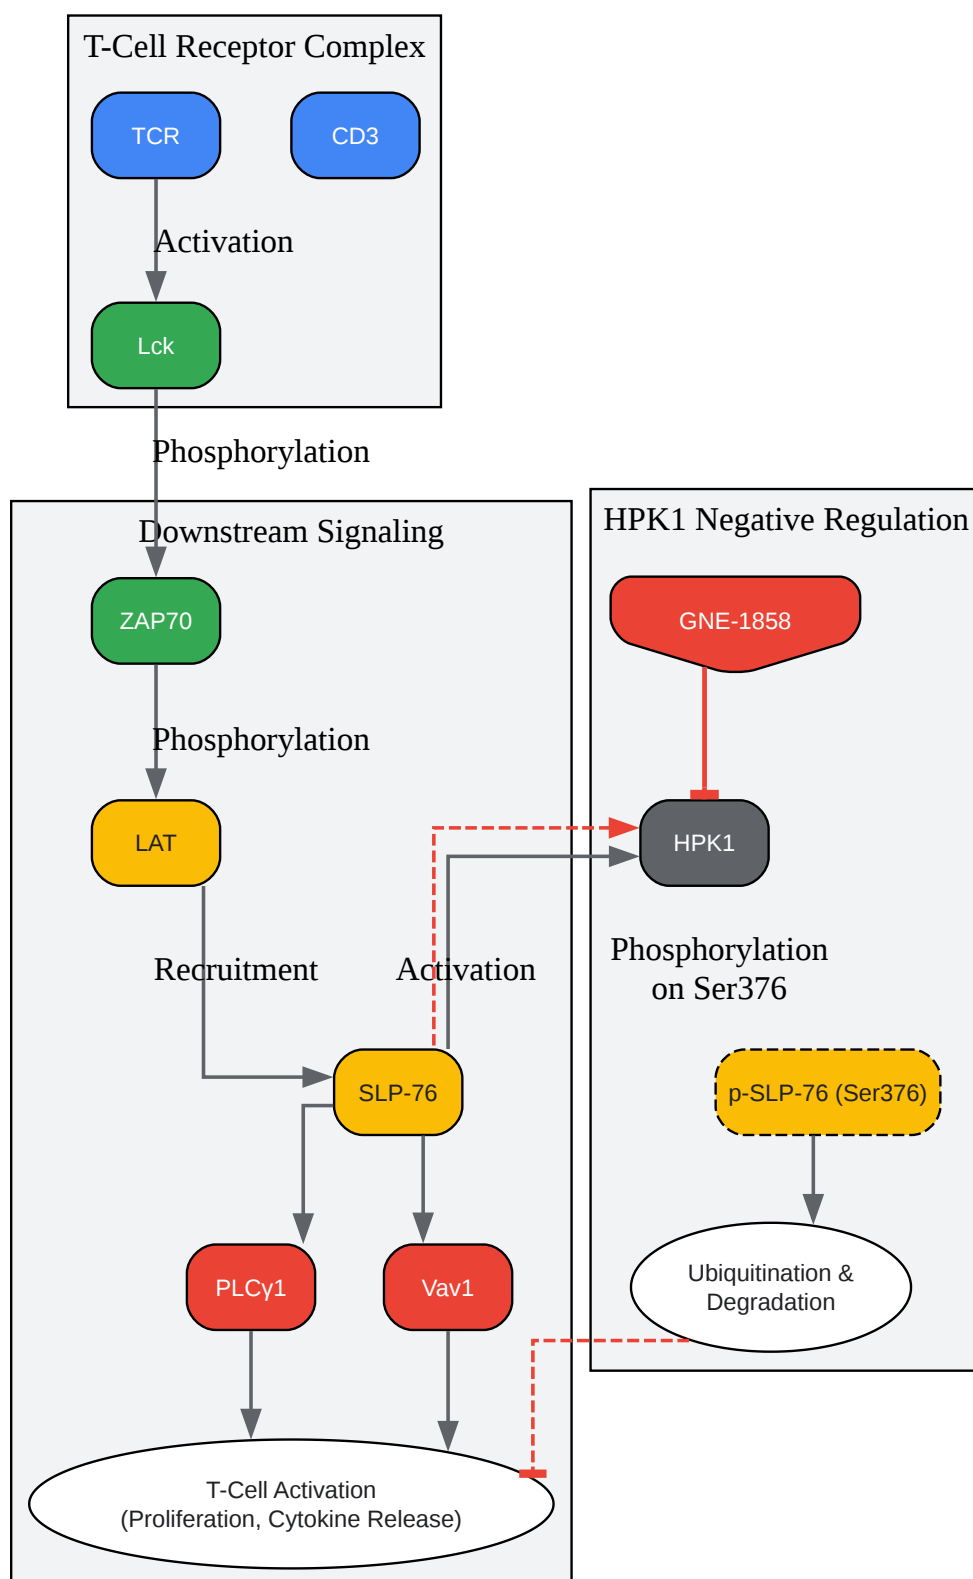 T-Cell Receptor Complex
TCR
CD3
Activation
Lck
Phosphorylation
Downstream Signaling
HPK1 Negative Regulation
ZAP70
GNE-1858
Phosphorylation
LAT
HPK1
Recruitment
Activation
Phosphorylation
on Ser376
SLP-76
p-SLP-76 (Ser376)
PLCγ1
Vav1
Ubiquitination &
Degradation
T-Cell Activation
(Proliferation, Cytokine Release)